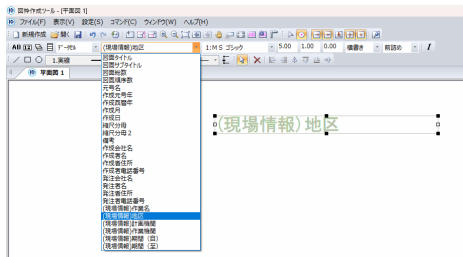 図枠作成ツール - [平面図 1]
ファイル(F) 表示(V) 設定(S) コマンド(C) ウィンドウ(W) ヘルプ(H)
新規作成 開く
AB データ名 (現場情報)地区 1:ＭＳ ゴシック 5.00 1.00 0.00 横書き 前詰め I
1.実線
平面図 1
図面タイトル
図面サブタイトル
図面総数
図面順序数
元号名
作成元号年
作成西暦年
作成月
作成日
縮尺分母
縮尺分母２
備考
作成会社名
作成者名
作成者住所
作成者電話番号
発注会社名
発注者名
発注者住所
発注者電話番号
(現場情報)作業名
(現場情報)地区
(現場情報)計画機関
(現場情報)作業機関
(現場情報)期間（自）
(現場情報)期間（至）
(現場情報)地区